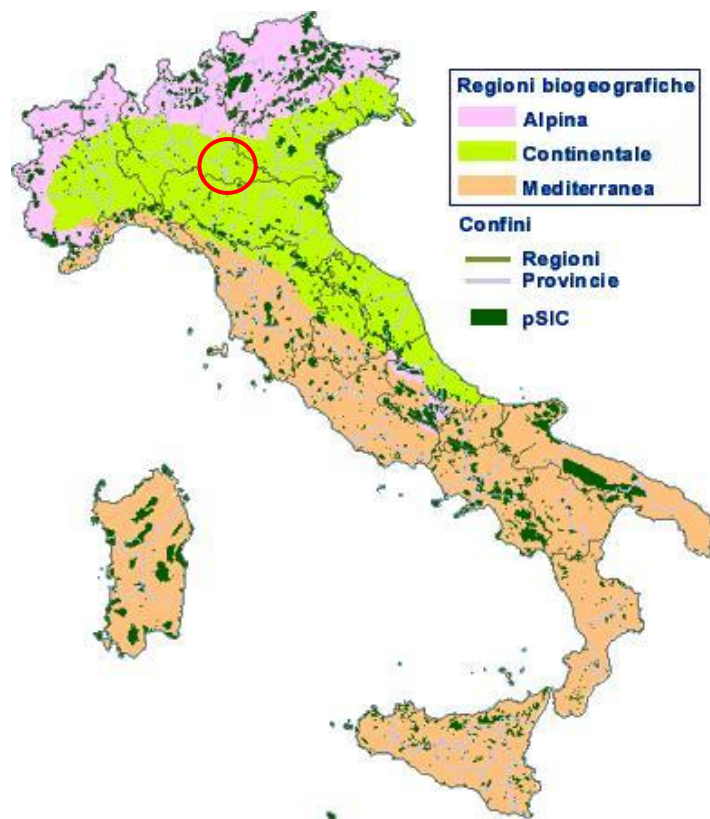 Regioni biogeografiche
Alpina
Continentale
Mediterranea
Confini
Regioni
Provincie
pSIC